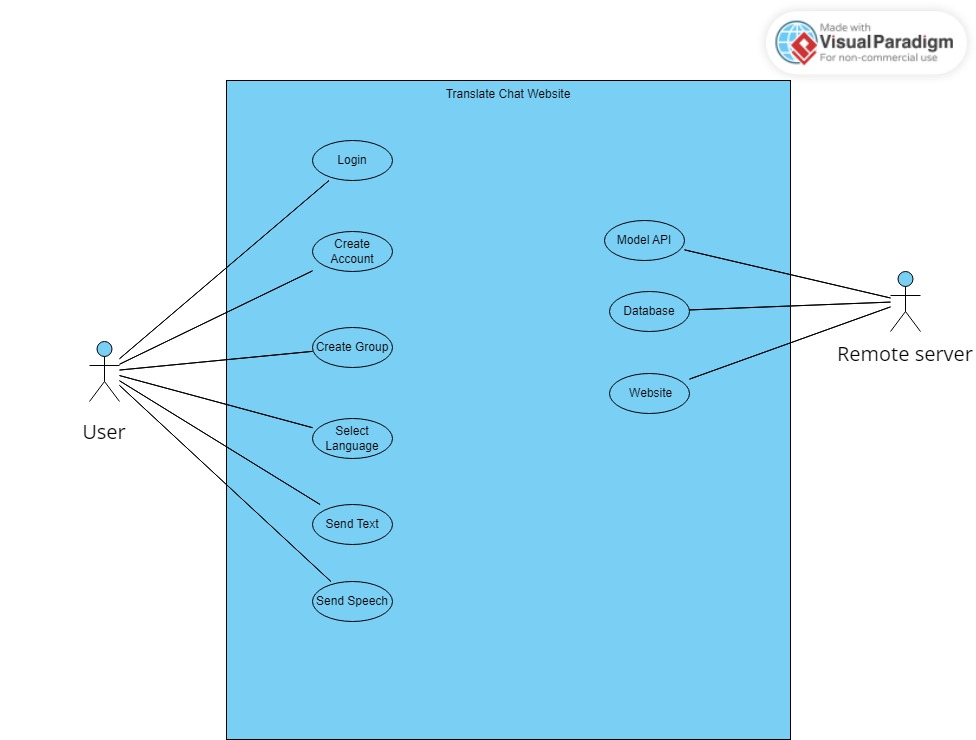 Made with
Visual Paradigm
For non-commercial use
Translate Chat Website
Login
Create
Account
Create Group
Select
Language
Send Text
Send Speech
Model API
Database
Website
User
Remote server